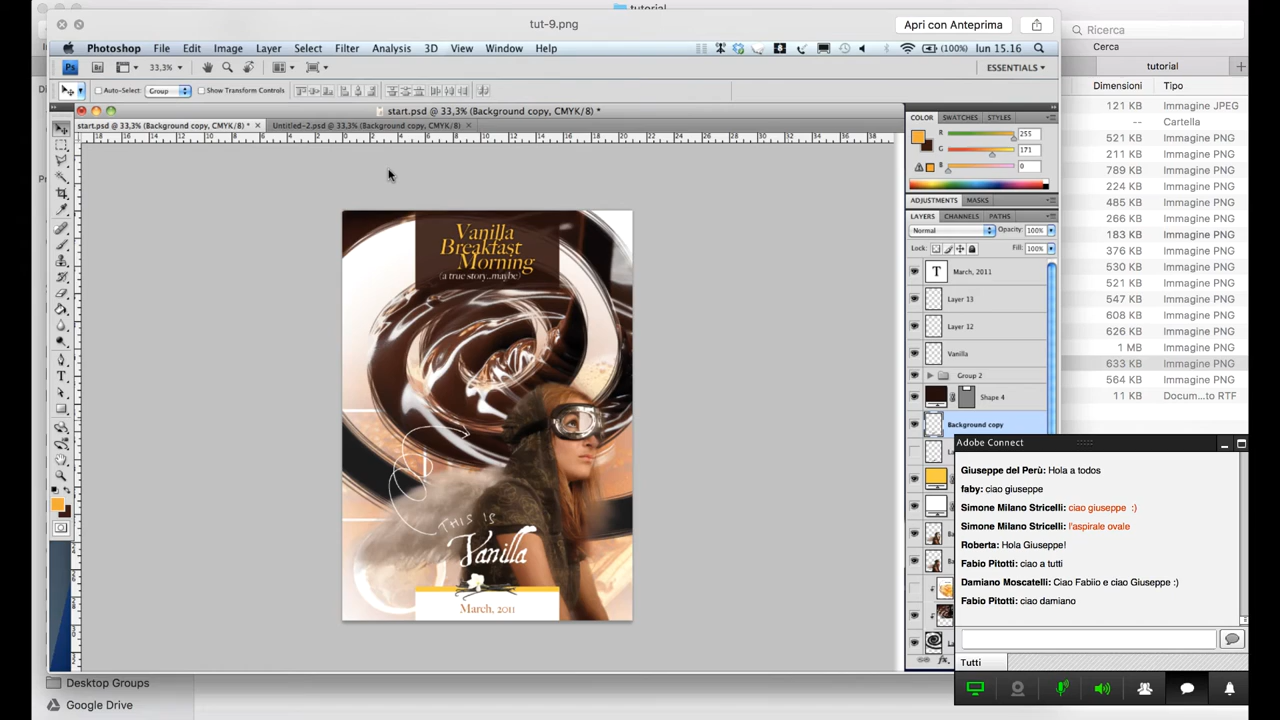 tutorial
tut-9.png
Apri con Anteprima
Ricerca
Cerca
Photoshop File Edit Image Layer Select Filter Analysis 3D View Window Help
(100%) lun 15.16
Ps Br 33,3%
ESSENTIALS
Auto-Select: Group Show Transform Controls
start.psd @ 33,3% (Background copy, CMYK/8) *
start.psd @ 33,3% (Background copy, CMYK/8) *
Untitled-2.psd @ 33,3% (Background copy, CMYK/8)
tutorial
Dimensioni Tipo
121 KB Immagine JPEG
-- Cartella
521 KB Immagine PNG
211 KB Immagine PNG
789 KB Immagine PNG
224 KB Immagine PNG
485 KB Immagine PNG
266 KB Immagine PNG
183 KB Immagine PNG
376 KB Immagine PNG
530 KB Immagine PNG
521 KB Immagine PNG
547 KB Immagine PNG
608 KB Immagine PNG
626 KB Immagine PNG
1 MB Immagine PNG
633 KB Immagine PNG
564 KB Immagine PNG
11 KB Docum...to RTF
COLOR SWATCHES STYLES
R 255
G 171
B 0
ADJUSTMENTS MASKS
LAYERS CHANNELS PATHS
Normal Opacity: 100%
Lock: Fill: 100%
T March, 2011
Layer 13
Layer 12
Vanilla
Group 2
Shape 4
Background copy
Vanilla
Breakfast
Morning
(a true story..maybe)
THIS IS
Vanilla
March, 2011
Adobe Connect
Giuseppe del Perù: Hola a todos
faby: ciao giuseppe
Simone Milano Stricelli: ciao giuseppe :)
Simone Milano Stricelli: l'aspirale ovale
Roberta: Hola Giuseppe!
Fabio Pitotti: ciao a tutti
Damiano Moscatelli: Ciao Fabiio e ciao Giuseppe :)
Fabio Pitotti: ciao damiano
Tutti
Desktop Groups
Google Drive